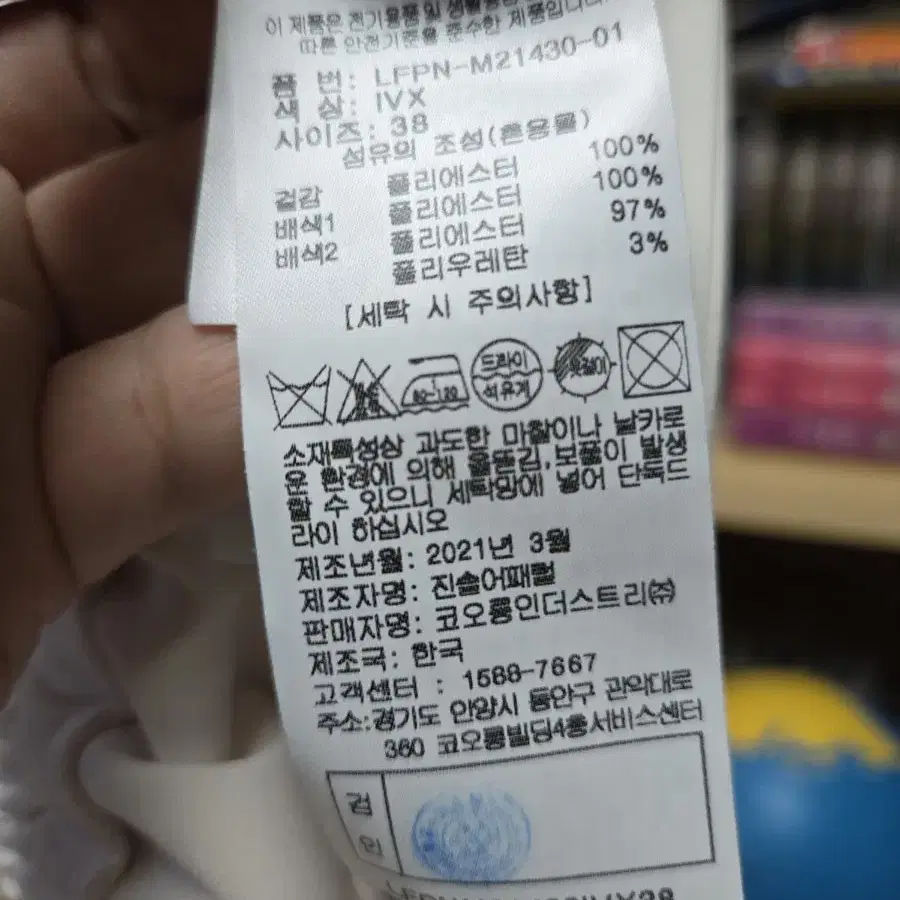 이 제품은 전기용품 및 생활용품
따른 안전기준을 준수한 제품입니다.
품 번: LFPN-M21430-01
색 상: IVX
사이즈: 38
섬유의 조성(혼용율)
겉감 폴리에스터 100%
배색1 폴리에스터 100%
배색2 폴리에스터 97%
폴리우레탄 3%
[세탁 시 주의사항]
80-120
드라이
석유계
옷걸이
소재특성상 과도한 마찰이나 날카로
운 환경에 의해 올뜯김,보풀이 발생
할 수 있으니 세탁망에 넣어 단독드
라이 하십시오
제조년월: 2021년 3월
제조자명: 진솔어패럴
판매자명: 코오롱인더스트리㈜
제조국: 한국
고객센터 : 1588-7667
주소:경기도 안양시 동안구 관악대로
360 코오롱빌딩4층서비스센터
검
인